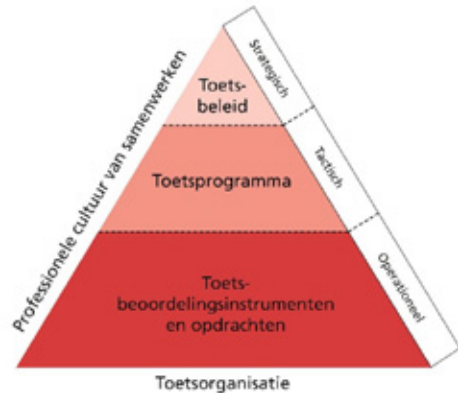 Professionele cultuur van samenwerken
Toets-
beleid
Toetsprogramma
Toets-
beoordelingsinstrumenten
en opdrachten
Strategisch
Tactisch
Operationeel
Toetsorganisatie